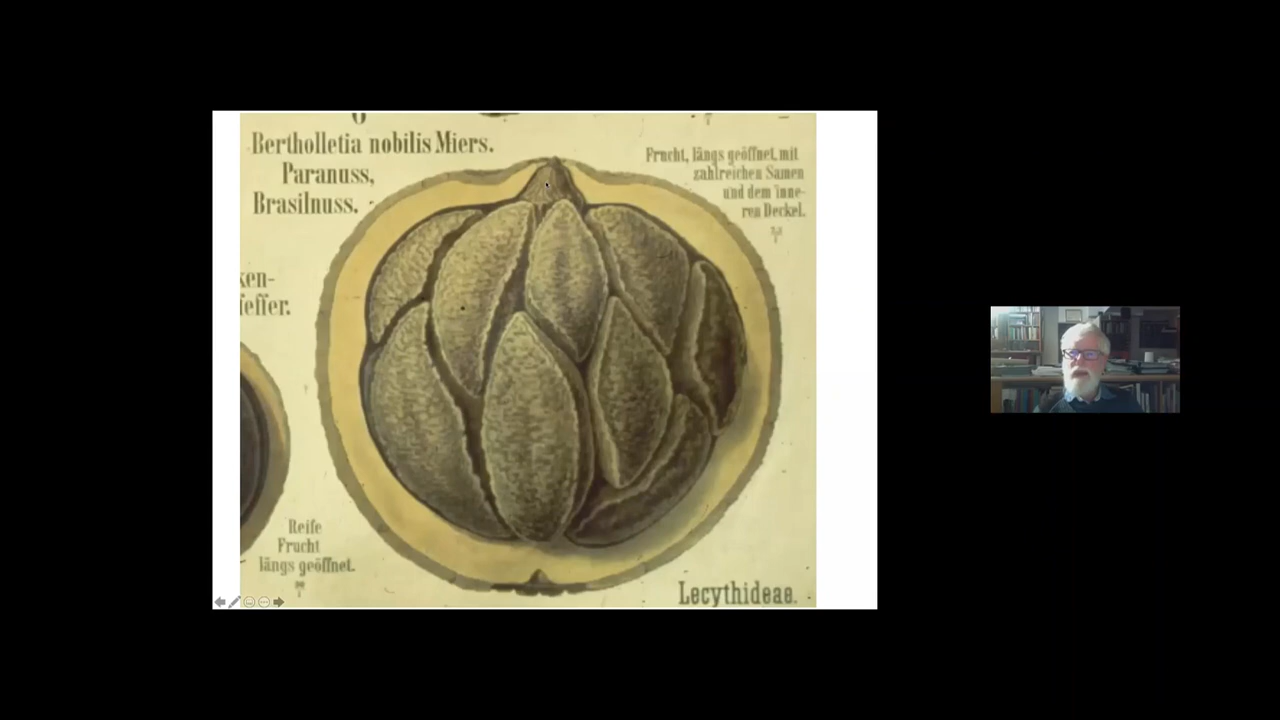 Bertholletia nobilis Miers.
Paranuss,
Brasilnuss.
Frucht, längs geöffnet, mit
zahlreichen Samen
und dem inne-
ren Deckel.
ken-
Reife
Frucht
längs geöffnet.
Lecythideae.